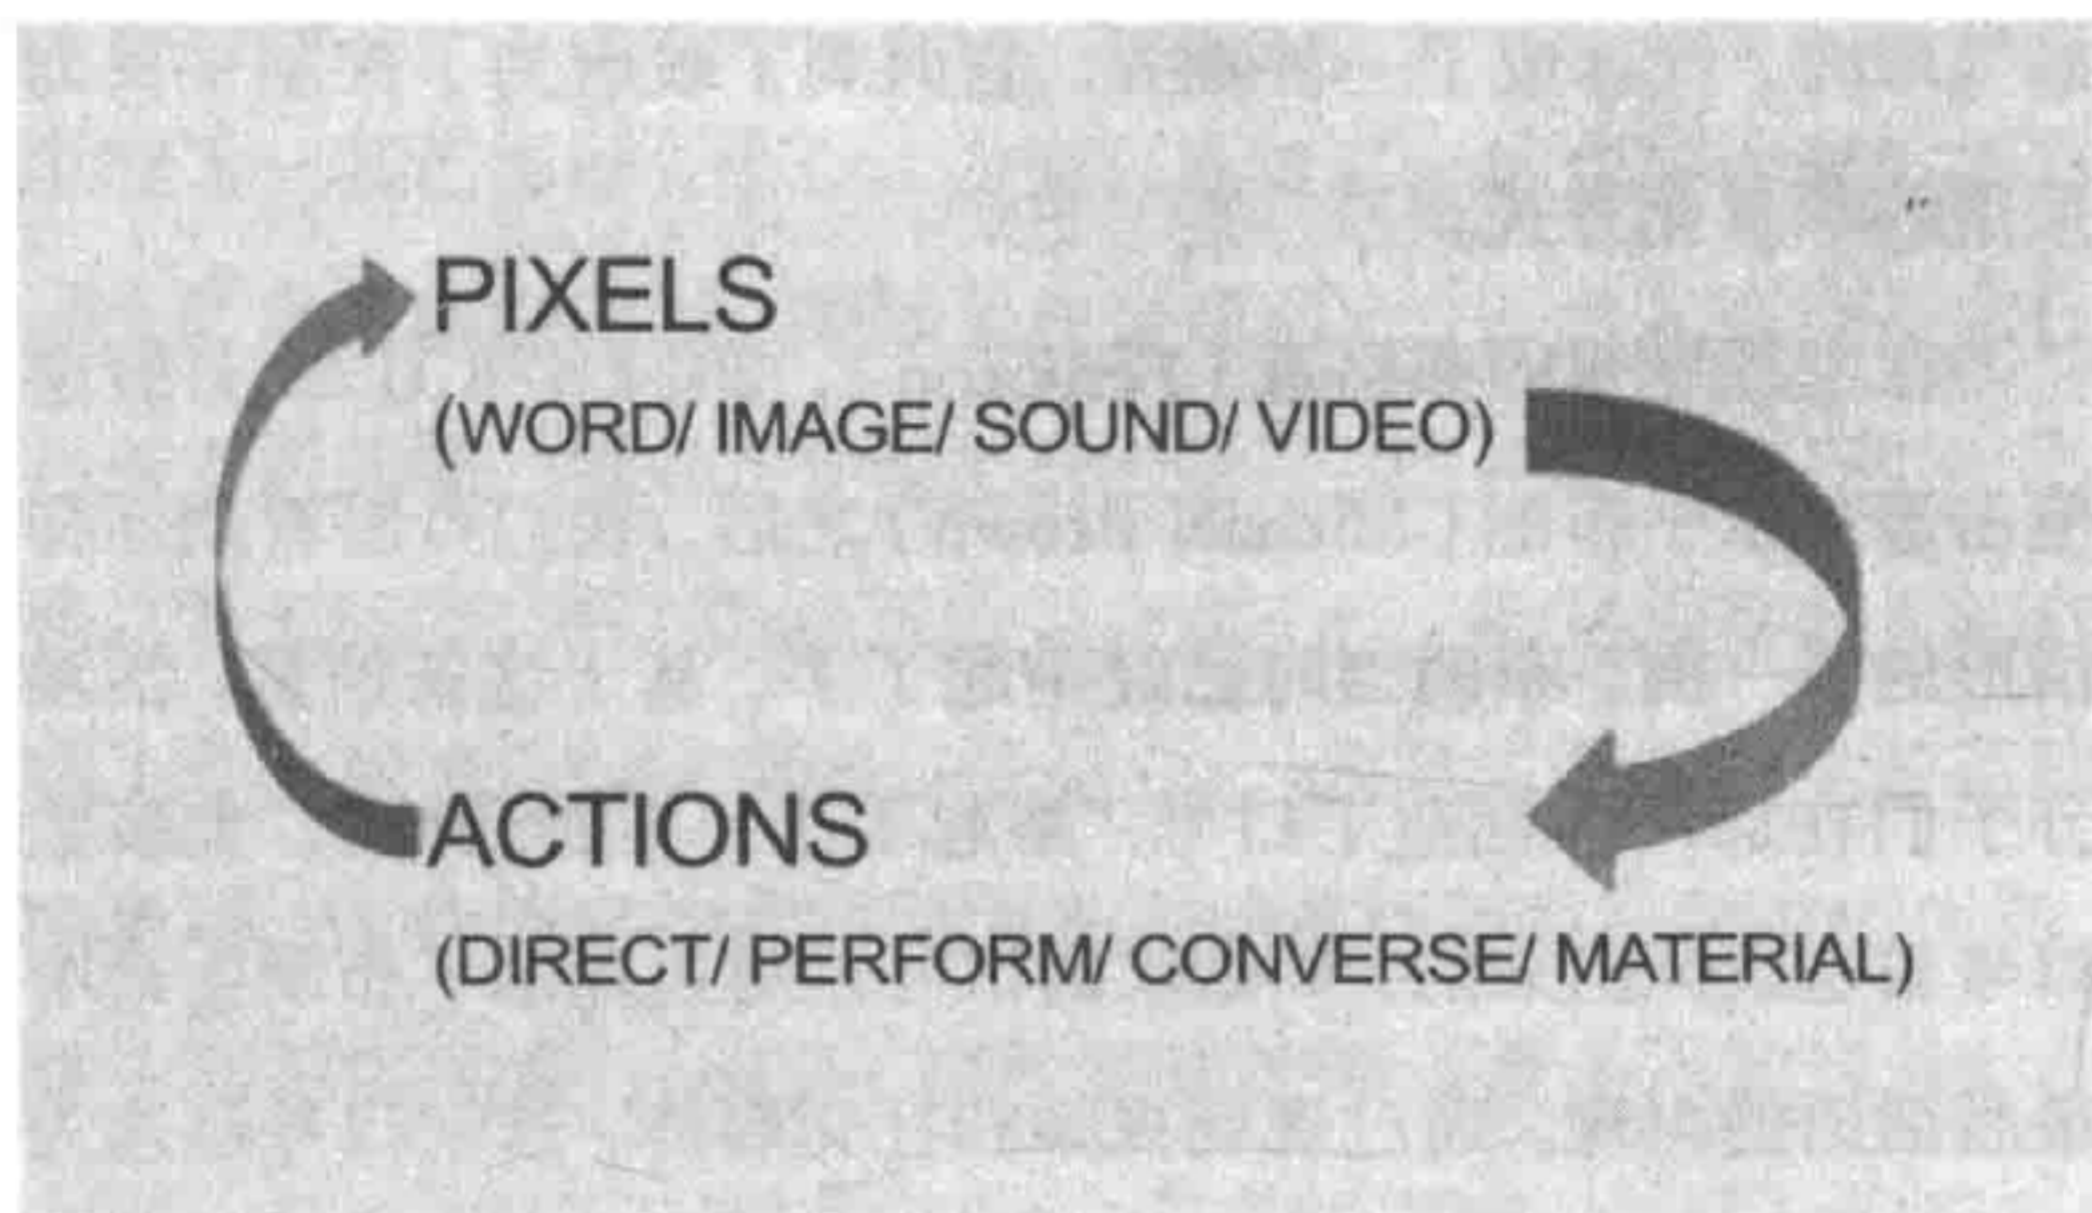 PIXELS
(WORD/ IMAGE/ SOUND/ VIDEO)
ACTIONS
(DIRECT/ PERFORM/ CONVERSE/ MATERIAL)